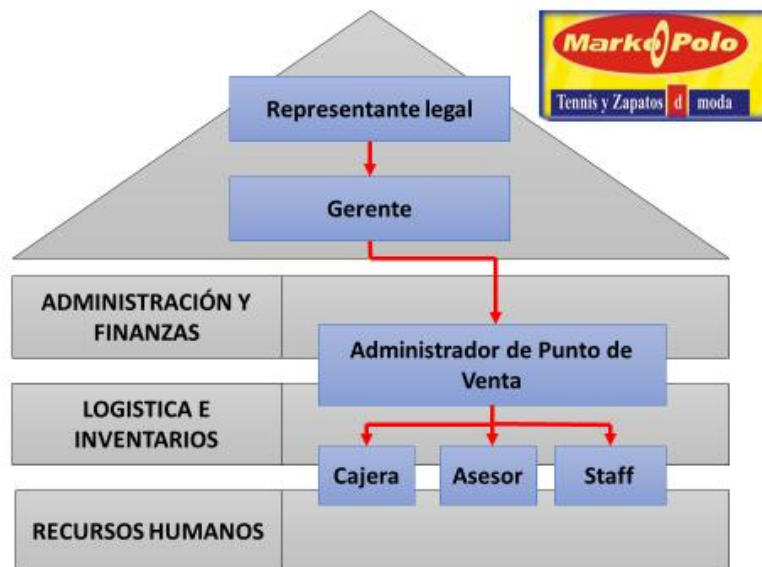 Marko Polo
Tennis y Zapatos d moda
Representante legal
Gerente
ADMINISTRACIÓN Y
FINANZAS
Administrador de Punto de
Venta
LOGISTICA E
INVENTARIOS
Cajera
Asesor
Staff
RECURSOS HUMANOS